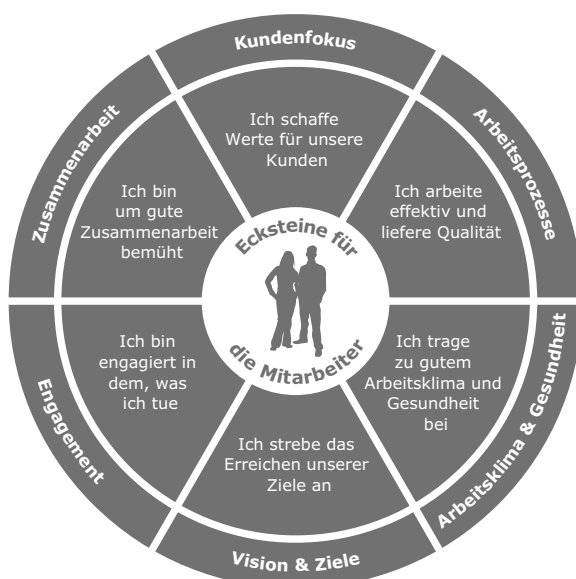 Kundenfokus
Ich schaffe
Werte für unsere
Kunden
Arbeitsprozesse
Ich arbeite
effektiv und
liefere Qualität
Arbeitsklima & Gesundheit
Ich trage
zu gutem
Arbeitsklima und
Gesundheit
bei
Vision & Ziele
Ich strebe das
Erreichen unserer
Ziele an
Engagement
Ich bin
engagiert in
dem, was
ich tue
Zusammenarbeit
Ich bin
um gute
Zusammenarbeit
bemüht
Ecksteine für
die Mitarbeiter